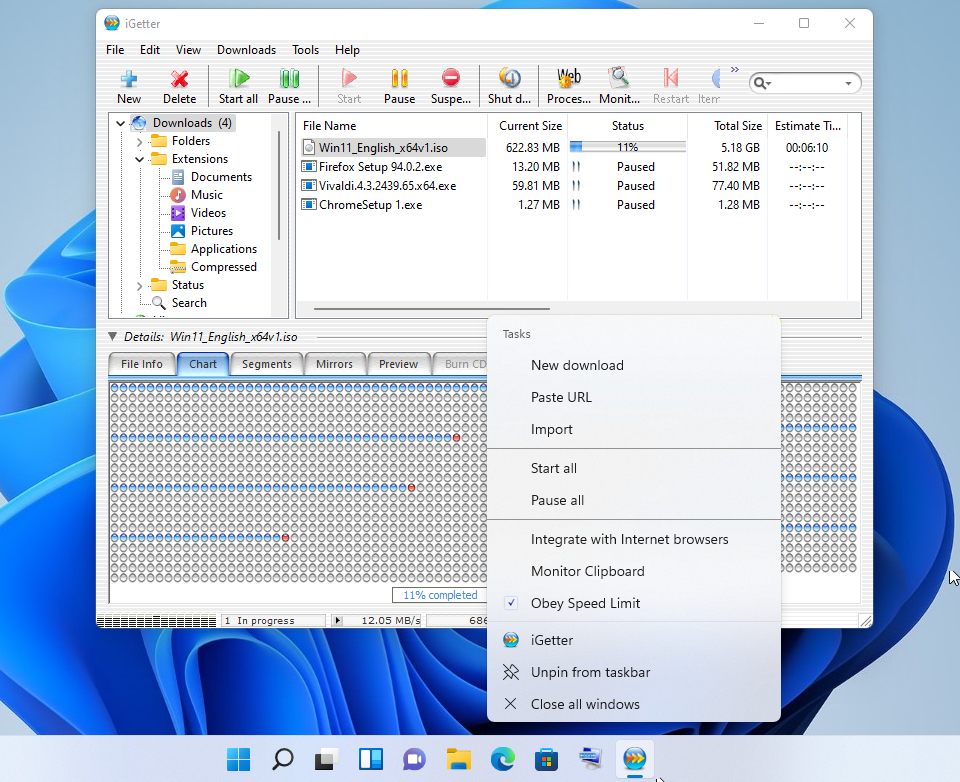 iGetter
File Edit View Downloads Tools Help
New Delete Start all Pause ... Start Pause Suspe... Shut d... Web Proces... Monit... Restart
Downloads (4)
Folders
Extensions
Documents
Music
Videos
Pictures
Applications
Compressed
Status
Search
File Name Current Size Status Total Size Estimate Ti...
Win11_English_x64v1.iso 622.83 MB 11% 5.18 GB 00:06:10
Firefox Setup 94.0.2.exe 13.20 MB Paused 51.82 MB --:--:--
Vivaldi.4.3.2439.65.x64.exe 59.81 MB Paused 77.40 MB --:--:--
ChromeSetup 1.exe 1.27 MB Paused 1.28 MB --:--:--
Details: Win11_English_x64v1.iso
File Info Chart Segments Mirrors Preview Burn CD
11% completed
1 In progress 12.05 MB/s 686
Tasks
New download
Paste URL
Import
Start all
Pause all
Integrate with Internet browsers
Monitor Clipboard
Obey Speed Limit
iGetter
Unpin from taskbar
Close all windows